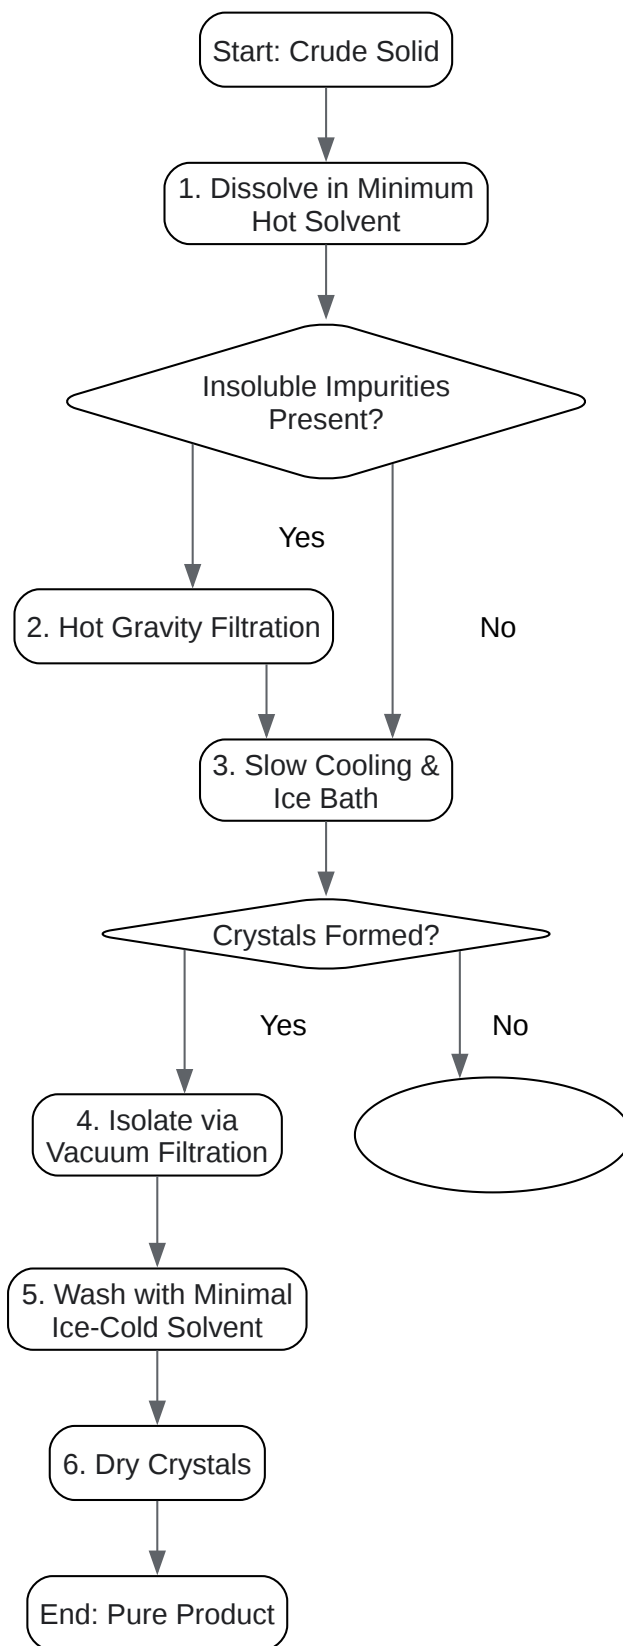 Start: Crude Solid
1. Dissolve in Minimum
Hot Solvent
Insoluble Impurities
Present?
Yes
2. Hot Gravity Filtration
No
3. Slow Cooling &
Ice Bath
Crystals Formed?
Yes
No
4. Isolate via
Vacuum Filtration
5. Wash with Minimal
Ice-Cold Solvent
6. Dry Crystals
End: Pure Product